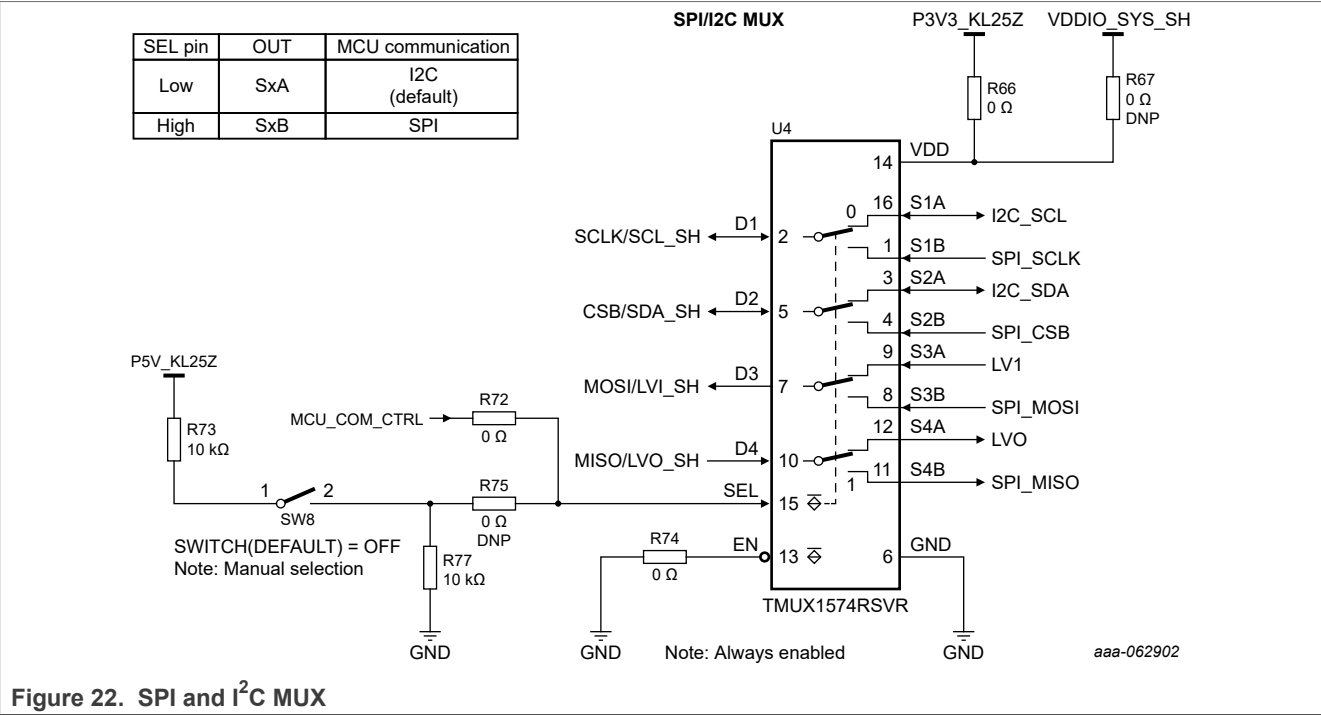 SPI/I2C MUX
P3V3_KL25Z
VDDIO_SYS_SH
SEL pin OUT MCU communication
Low SxA I2C
(default)
High SxB SPI
R66
0 Ω
R67
0 Ω
DNP
U4
14 VDD
SCLK/SCL_SH D1 2 0 16 S1A I2C_SCL
1 S1B SPI_SCLK
CSB/SDA_SH D2 5 3 S2A I2C_SDA
4 S2B SPI_CSB
MOSI/LVI_SH D3 7 9 S3A LV1
8 S3B SPI_MOSI
MISO/LVO_SH D4 10 12 S4A LVO
1 11 S4B SPI_MISO
P5V_KL25Z
R73
10 kΩ
MCU_COM_CTRL
R72
0 Ω
1 2
SW8
SWITCH(DEFAULT) = OFF
Note: Manual selection
R75
0 Ω
DNP
SEL 15
R77
10 kΩ
R74
0 Ω
EN 13
6 GND
TMUX1574RSVR
GND
GND
Note: Always enabled
GND
aaa-062902
Figure 22. SPI and I²C MUX